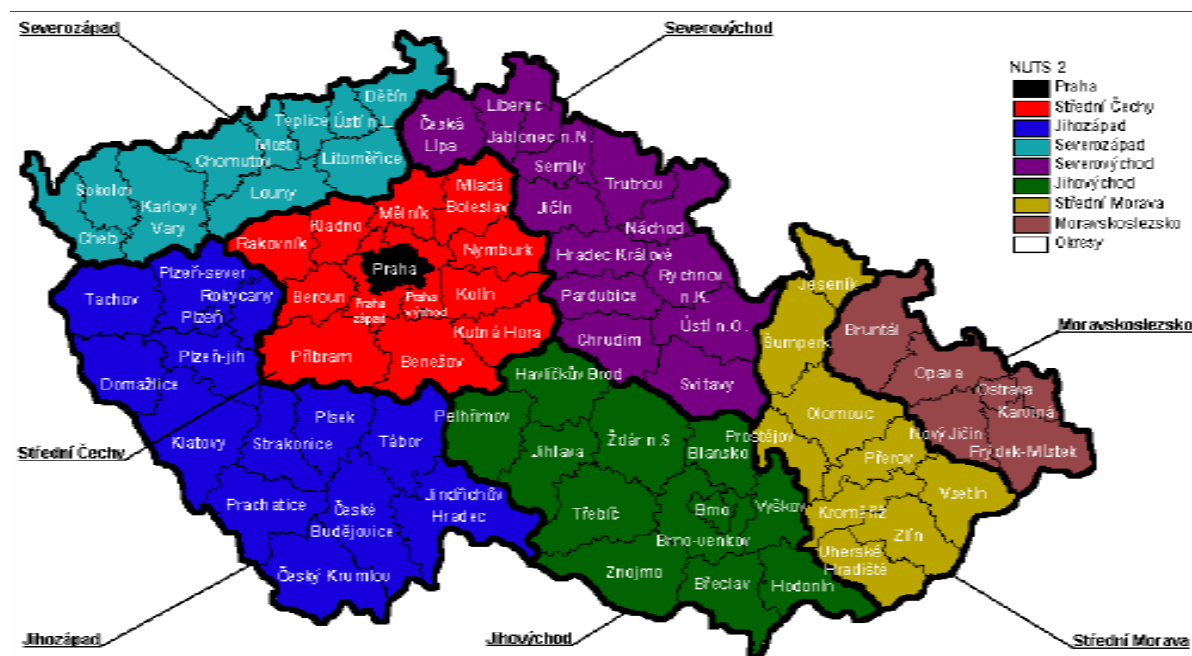 Severozápad
Severovýchod
NUTS 2
Praha
Střední Čechy
Jihozápad
Severozápad
Severovýchod
Jihovýchod
Střední Morava
Moravskoslezsko
Okresy
Děčín
Teplice
Ústí n.L.
Most
Chomutov
Litoměřice
Louny
Sokolov
Karlovy
Vary
Cheb
Liberec
Česká
Lípa
Jablonec n.N.
Semily
Trutnov
Jičín
Náchod
Hradec Králové
Rychnov
n.K.
Pardubice
Ústí n.O.
Chrudim
Svitavy
Mladá
Boleslav
Mělník
Kladno
Rakovník
Nymburk
Praha
Beroun
Praha
západ
Praha
východ
Kolín
Kutná Hora
Příbram
Benešov
Plzeň-sever
Tachov
Rokycany
Plzeň
Plzeň-jih
Domažlice
Klatovy
Písek
Strakonice
Tábor
Prachatice
České
Budějovice
Jindřichův
Hradec
Český Krumlov
Havlíčkův Brod
Pelhřimov
Jihlava
Žďár n.S
Blansko
Třebíč
Brno
Vyškov
Brno-venkov
Znojmo
Břeclav
Hodonín
Jeseník
Šumperk
Olomouc
Prostějov
Přerov
Kroměříž
Vsetín
Zlín
Uherské
Hradiště
Bruntál
Opava
Ostrava
Karviná
Nový Jičín
Frýdek-Místek
Moravskoslezsko
Střední Čechy
Jihozápad
Jihovýchod
Střední Morava